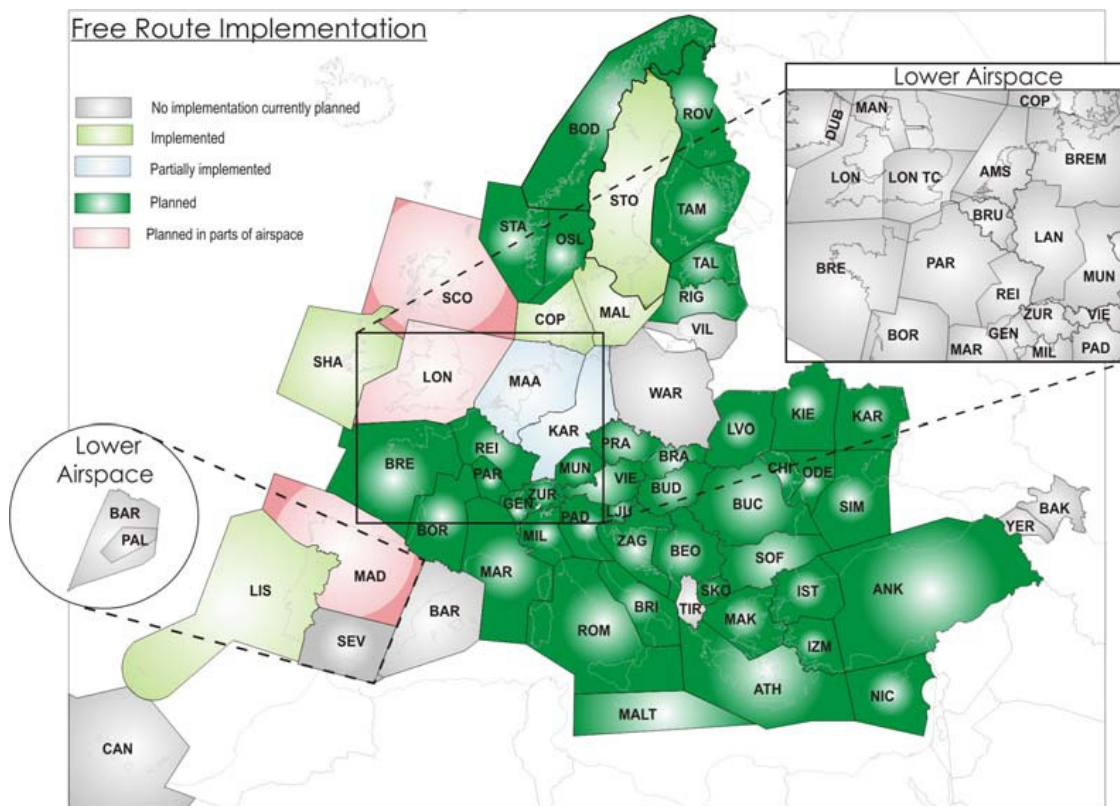 Free Route Implementation
No implementation currently planned
Implemented
Partially implemented
Planned
Planned in parts of airspace
Lower Airspace
COP
MAN
DUB
BREM
AMS
LON
LON TC
BRU
LAN
BRE
PAR
MUN
REI
ZUR
VIE
GEN
BOR
MAR
MIL
PAD
BOD
ROV
STO
TAM
STA
OSL
TAL
RIG
SCO
COP
MAL
VIL
SHA
LON
MAA
WAR
KAR
LVO
KIE
KAR
REI
PRA
BRA
BRE
PAR
MUN
VIE
BUD
CHI
ODE
BUC
SIM
ZUR
GEN
LJU
PAD
BOR
MIL
ZAG
BEO
SOF
MAR
BAK
YER
Lower
Airspace
BAR
PAL
LIS
MAD
BAR
SEV
ROM
BRI
TIR
SKO
MAK
IST
ANK
IZM
ATH
NIC
MALT
CAN